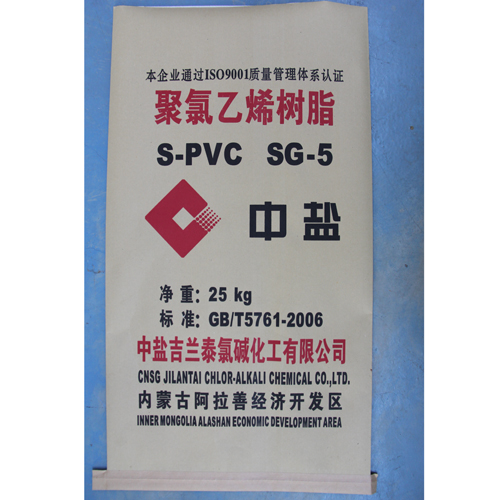 本企业通过ISO9001质量管理体系认证
聚氯乙烯树脂
S-PVC SG-5
中盐
净重:25 kg
标准:GB/T5761-2006
中盐吉兰泰氯碱化工有限公司
CNSG JILANTAI CHLOR-ALKALI CHEMICAL CO.,LTD.
内蒙古阿拉善经济开发区
INNER MONGOLIA ALASHAN ECONOMIC DEVELOPMENT AREA